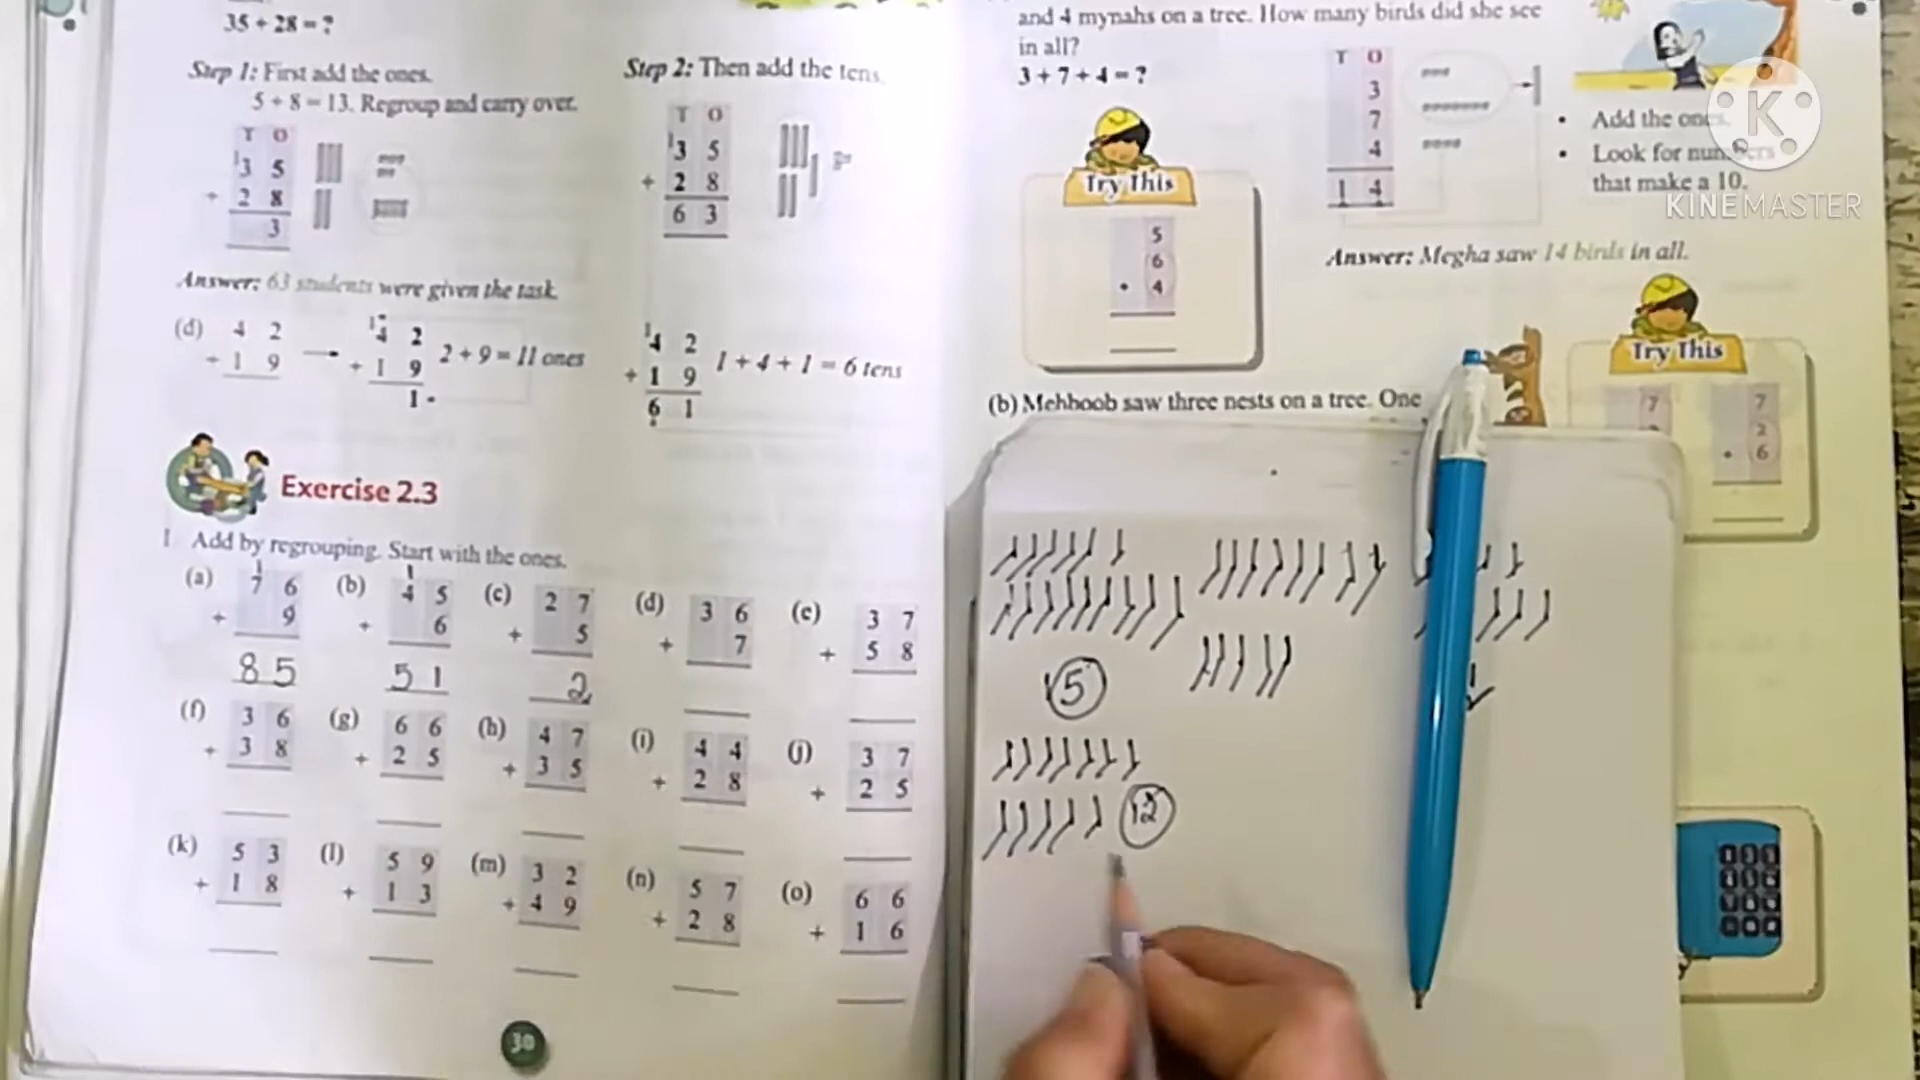 35 + 28 = ?
Step 1: First add the ones.
5 + 8 = 13. Regroup and carry over.
T O
1
3 5
+ 2 8
3
Step 2: Then add the tens.
T O
1
3 5
+ 2 8
6 3
Answer: 63 students were given the task.
(d) 4 2
+ 1 9
1
4 2
+ 1 9
1
2 + 9 = 11 ones
1
4 2
+ 1 9
6 1
1 + 4 + 1 = 6 tens
Exercise 2.3
1 Add by regrouping. Start with the ones.
(a) 1
7 6
+ 9
85
(b) 1
4 5
+ 6
51
(c) 2 7
+ 5
2
(d) 3 6
+ 7
(e) 3 7
+ 5 8
(f) 3 6
+ 3 8
(g) 6 6
+ 2 5
(h) 4 7
+ 3 5
(i) 4 4
+ 2 8
(j) 3 7
+ 2 5
(k) 5 3
+ 1 8
(l) 5 9
+ 1 3
(m) 3 2
+ 4 9
(n) 5 7
+ 2 8
(o) 6 6
+ 1 6
30
and 4 mynahs on a tree. How many birds did she see
in all?
3 + 7 + 4 = ?
T O
3
7
4
1 4
• Add the
• Look for numbers
that make a 10.
K
KINEMASTER
Try This
5
6
+ 4
Answer: Megha saw 14 birds in all.
Try This
7
7
2
+ 6
(b) Mehboob saw three nests on a tree. One
15
12